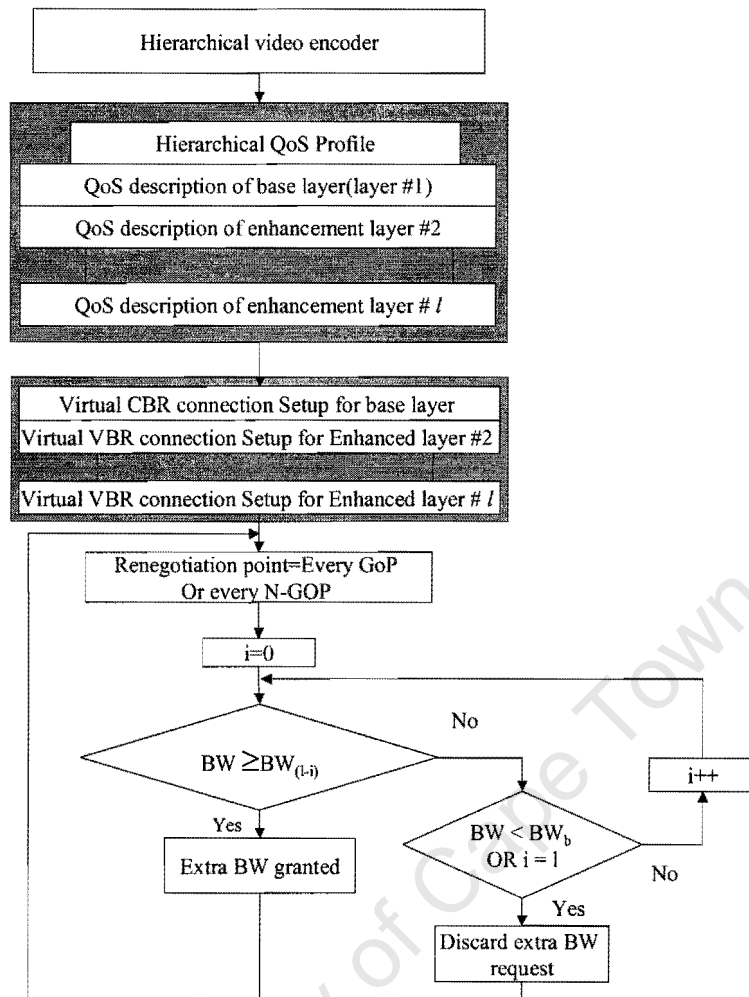 Hierarchical video encoder
Hierarchical QoS Profile
QoS description of base layer(layer #1)
QoS description of enhancement layer #2
QoS description of enhancement layer # l
Virtual CBR connection Setup for base layer
Virtual VBR connection Setup for Enhanced layer #2
Virtual VBR connection Setup for Enhanced layer # l
Renegotiation point=Every GoP
Or every N-GOP
i=0
No
BW ≥BW(l-i)
i++
Yes
BW < BWb
OR i = l
No
Extra BW granted
Yes
Discard extra BW
request
y of Cape Town